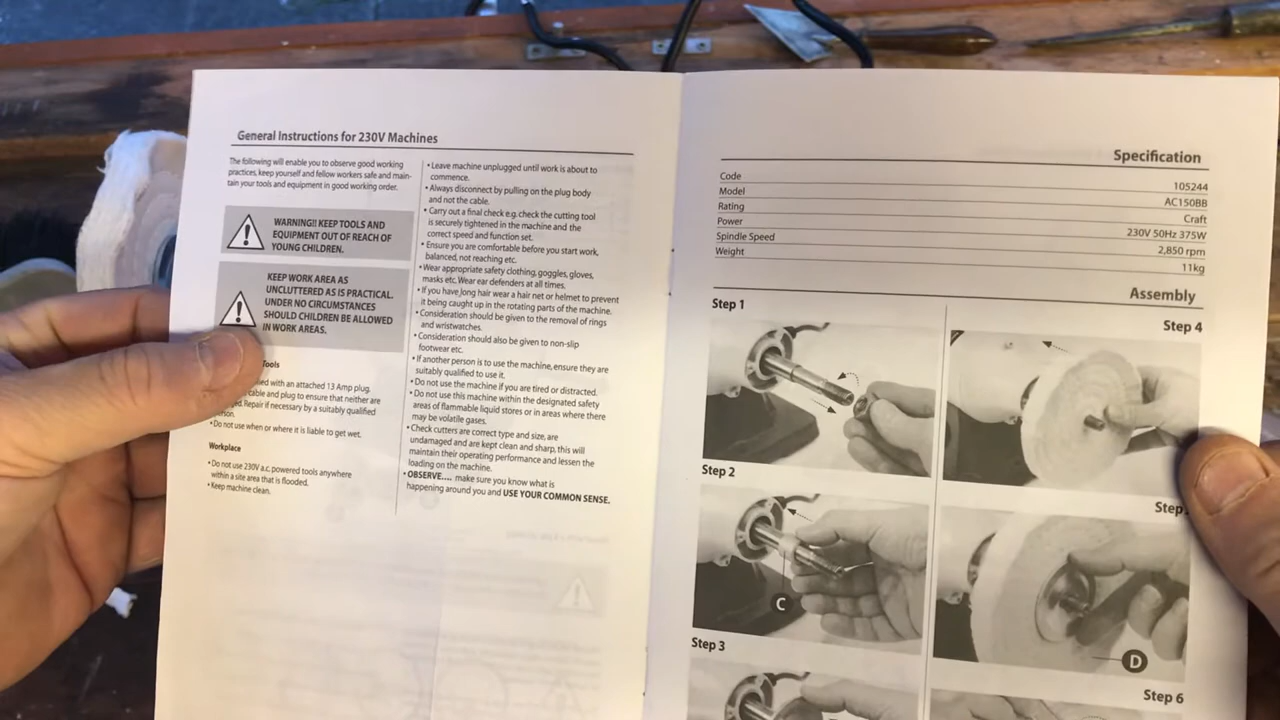 General Instructions for 230V Machines
The following will enable you to observe good working
practices, keep yourself and fellow workers safe and main-
tain your tools and equipment in good working order.
WARNING!! KEEP TOOLS AND
EQUIPMENT OUT OF REACH OF
YOUNG CHILDREN.
KEEP WORK AREA AS
UNCLUTTERED AS IS PRACTICAL.
UNDER NO CIRCUMSTANCES
SHOULD CHILDREN BE ALLOWED
IN WORK AREAS.
Tools
with an attached 13 Amp plug.
cable and plug to ensure that neither are
Repair if necessary by a suitably qualified
• Do not use when or where it is liable to get wet.
Workplace
• Do not use 230V a.c. powered tools anywhere
within a site area that is flooded.
• Keep machine clean.
• Leave machine unplugged until work is about to
commence.
• Always disconnect by pulling on the plug body
and not the cable.
• Carry out a final check e.g. check the cutting tool
is securely tightened in the machine and the
correct speed and function set.
• Ensure you are comfortable before you start work,
balanced, not reaching etc.
• Wear appropriate safety clothing, goggles, gloves,
masks etc. Wear ear defenders at all times.
• If you have long hair wear a hair net or helmet to prevent
it being caught up in the rotating parts of the machine.
• Consideration should be given to the removal of rings
and wristwatches.
• Consideration should also be given to non-slip
footwear etc.
• If another person is to use the machine, ensure they are
suitably qualified to use it.
• Do not use the machine if you are tired or distracted.
• Do not use this machine within the designated safety
areas of flammable liquid stores or in areas where there
may be volatile gases.
• Check cutters are correct type and size, are
undamaged and are kept clean and sharp, this will
maintain their operating performance and lessen the
loading on the machine.
• OBSERVE.... make sure you know what is
happening around you and USE YOUR COMMON SENSE.
Specification
Code 105244
Model AC150BB
Rating Craft
Power 230V 50Hz 375W
Spindle Speed 2,850 rpm
Weight 11kg
Assembly
Step 1
Step 2
C
Step 3
Step 4
Step
D
Step 6